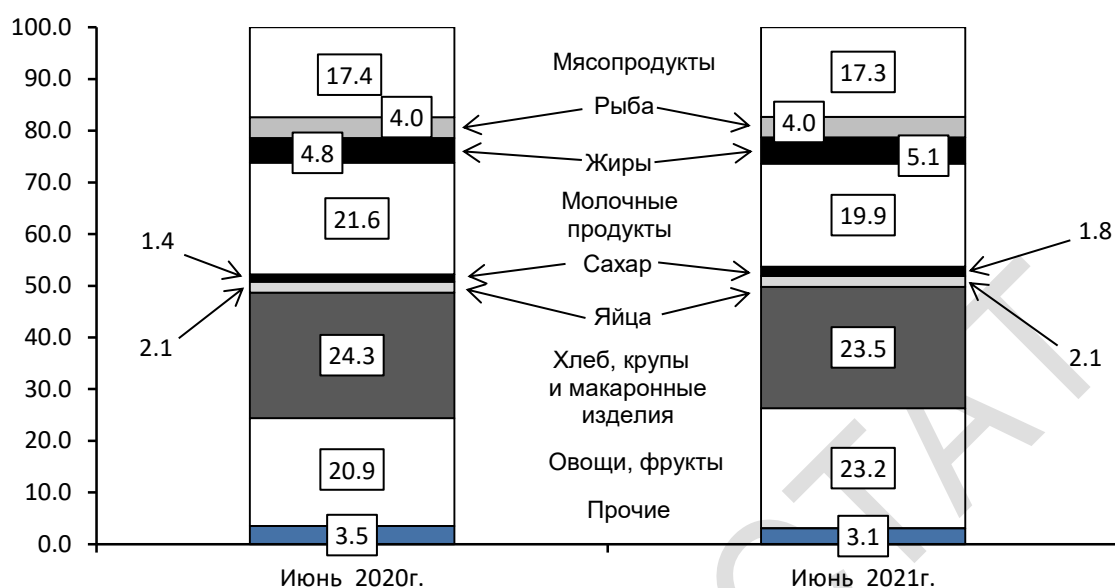 100.0
90.0
80.0
70.0
60.0
50.0
40.0
30.0
20.0
10.0
0.0
17.4
4.0
4.8
21.6
1.4
2.1
24.3
20.9
3.5
Мясопродукты
Рыба
Жиры
Молочные
продукты
Сахар
Яйца
Хлеб, крупы
и макаронные
изделия
Овощи, фрукты
Прочие
17.3
4.0
5.1
19.9
1.8
2.1
23.5
23.2
3.1
Июнь 2020г.
Июнь 2021г.
СТАТ